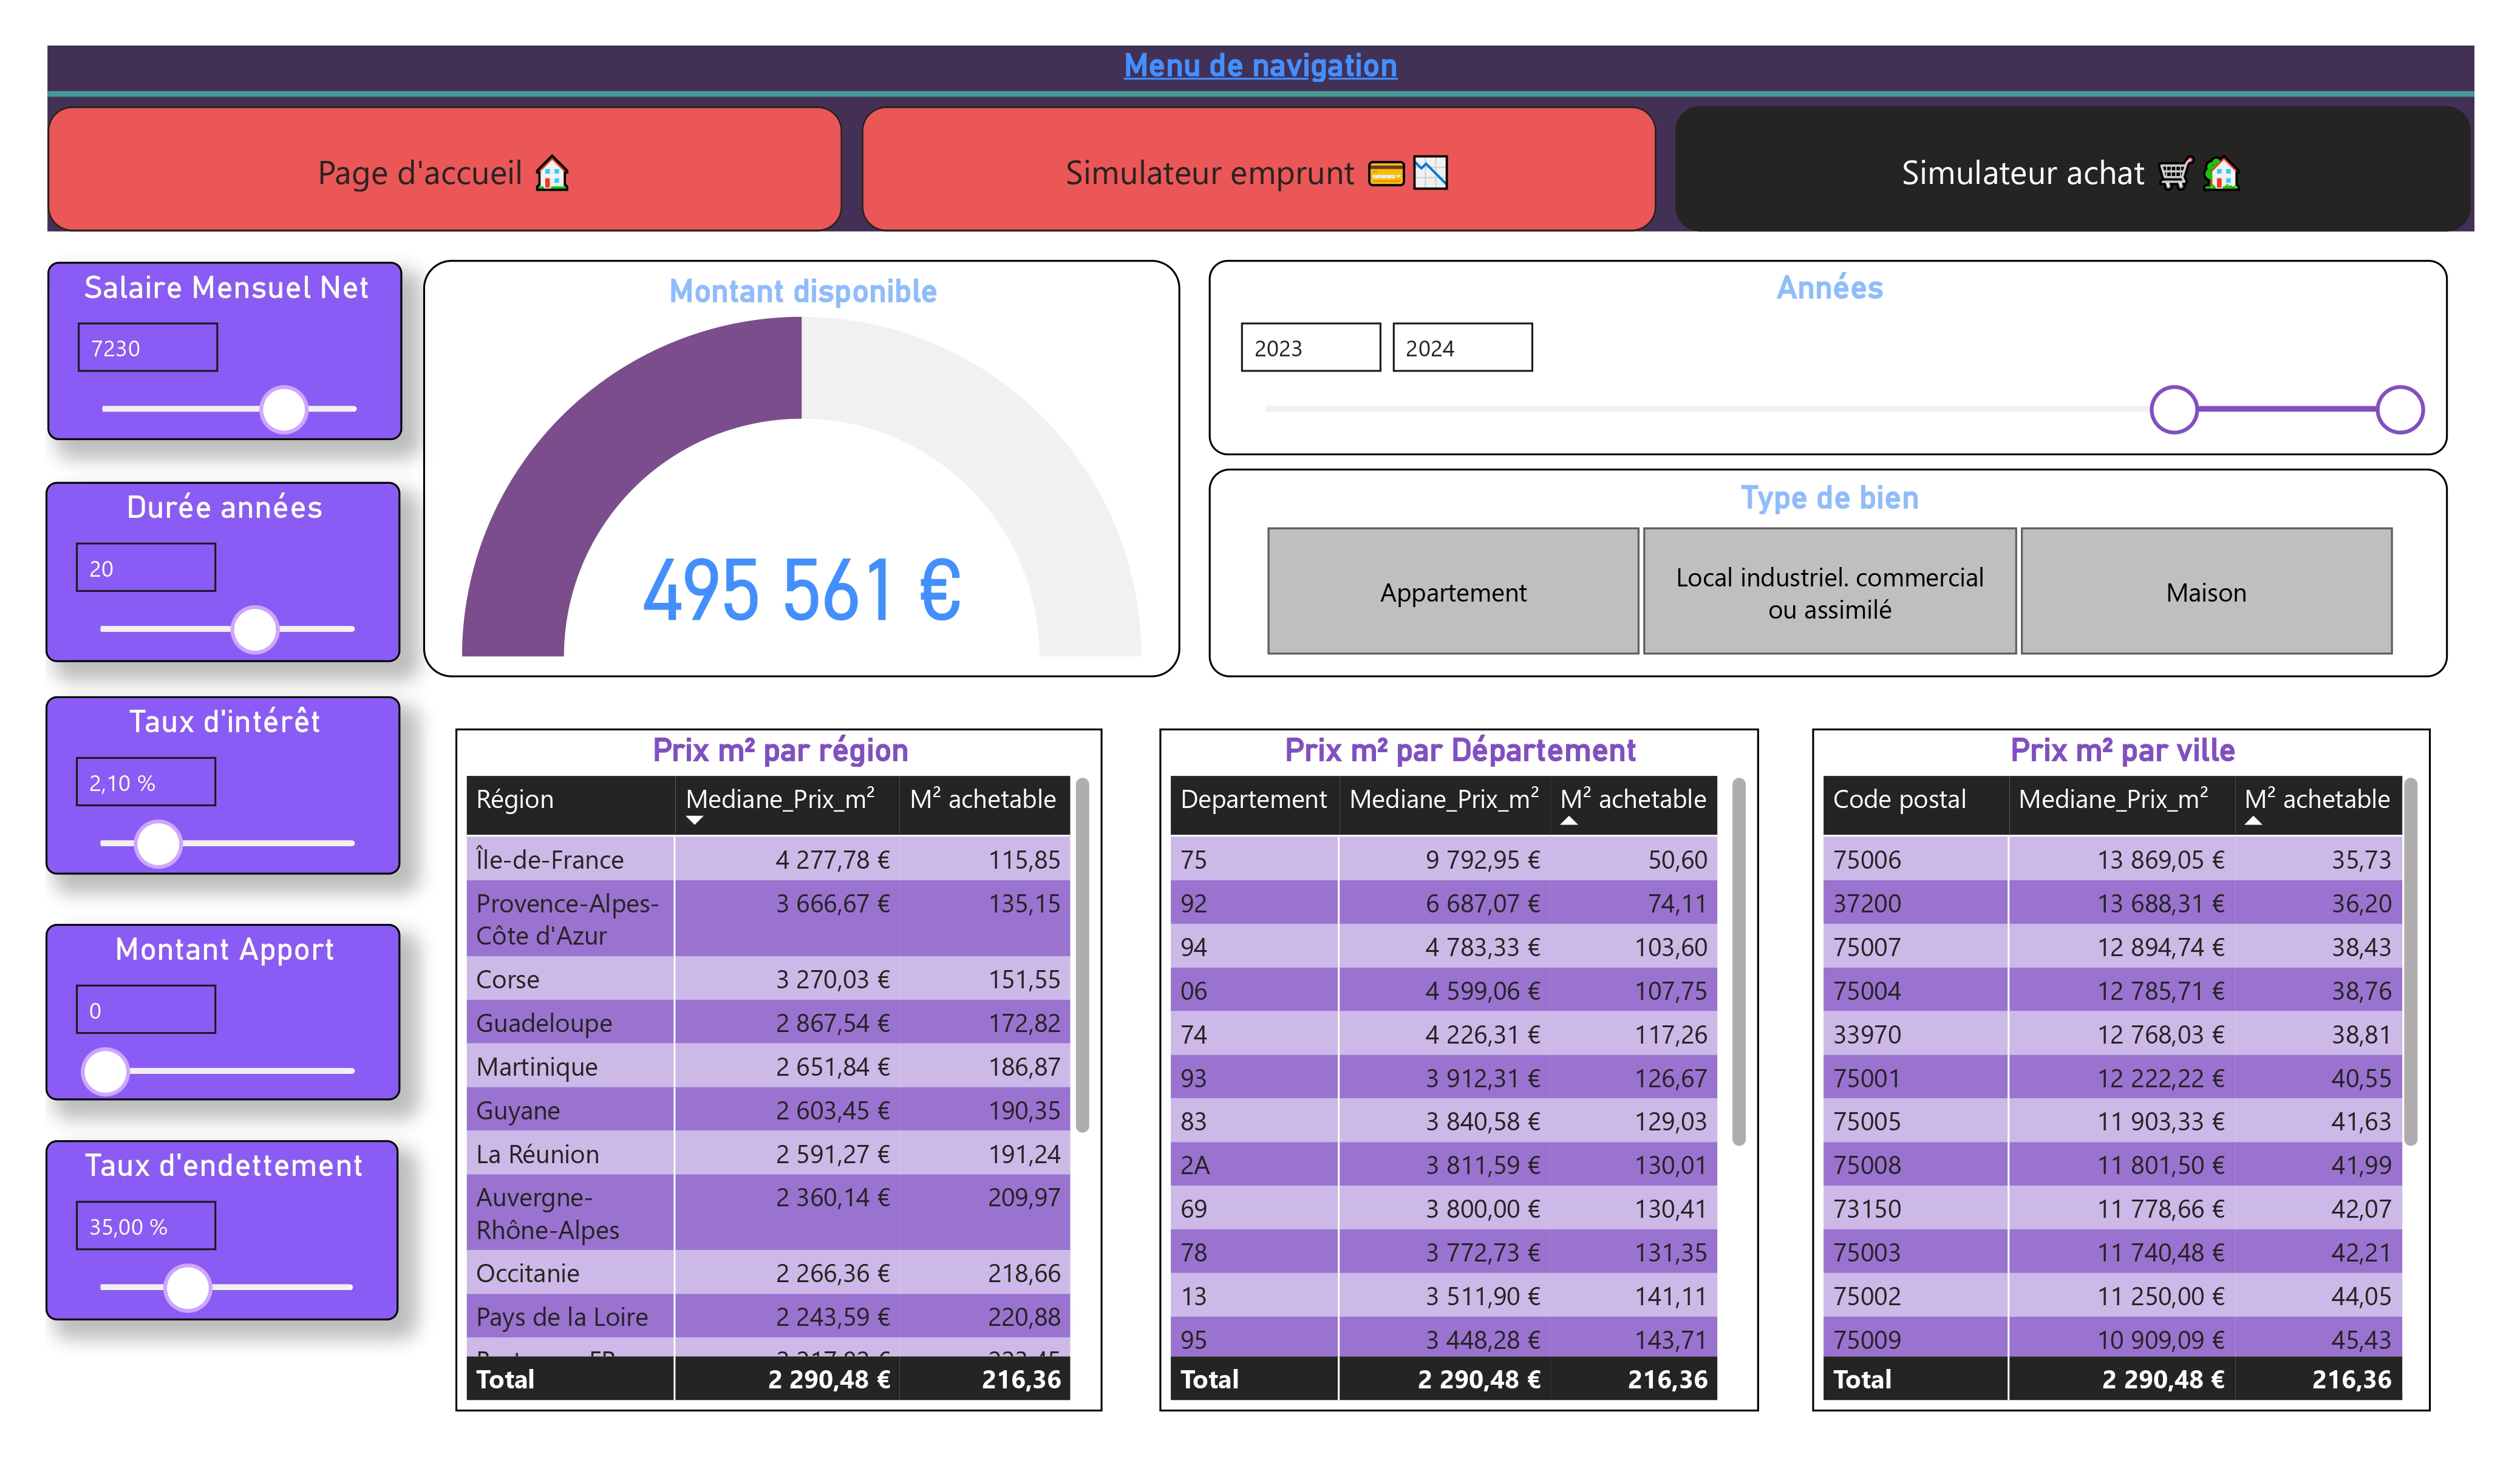 Menu de navigation
Page d'accueil
Simulateur emprunt
Simulateur achat
Salaire Mensuel Net
7230
Durée années
20
Taux d'intérêt
2,10 %
Montant Apport
0
Taux d'endettement
35,00 %
Montant disponible
495 561 €
Années
2023 2024
Type de bien
Appartement
Local industriel. commercial
ou assimilé
Maison
Prix m² par région
Région Mediane_Prix_m² M² achetable
Île-de-France 4 277,78 € 115,85
Provence-Alpes- 3 666,67 € 135,15
Côte d'Azur
Corse 3 270,03 € 151,55
Guadeloupe 2 867,54 € 172,82
Martinique 2 651,84 € 186,87
Guyane 2 603,45 € 190,35
La Réunion 2 591,27 € 191,24
Auvergne- 2 360,14 € 209,97
Rhône-Alpes
Occitanie 2 266,36 € 218,66
Pays de la Loire 2 243,59 € 220,88
Total 2 290,48 € 216,36
Prix m² par Département
Departement Mediane_Prix_m² M² achetable
75 9 792,95 € 50,60
92 6 687,07 € 74,11
94 4 783,33 € 103,60
06 4 599,06 € 107,75
74 4 226,31 € 117,26
93 3 912,31 € 126,67
83 3 840,58 € 129,03
2A 3 811,59 € 130,01
69 3 800,00 € 130,41
78 3 772,73 € 131,35
13 3 511,90 € 141,11
95 3 448,28 € 143,71
Total 2 290,48 € 216,36
Prix m² par ville
Code postal Mediane_Prix_m² M² achetable
75006 13 869,05 € 35,73
37200 13 688,31 € 36,20
75007 12 894,74 € 38,43
75004 12 785,71 € 38,76
33970 12 768,03 € 38,81
75001 12 222,22 € 40,55
75005 11 903,33 € 41,63
75008 11 801,50 € 41,99
73150 11 778,66 € 42,07
75003 11 740,48 € 42,21
75002 11 250,00 € 44,05
75009 10 909,09 € 45,43
Total 2 290,48 € 216,36